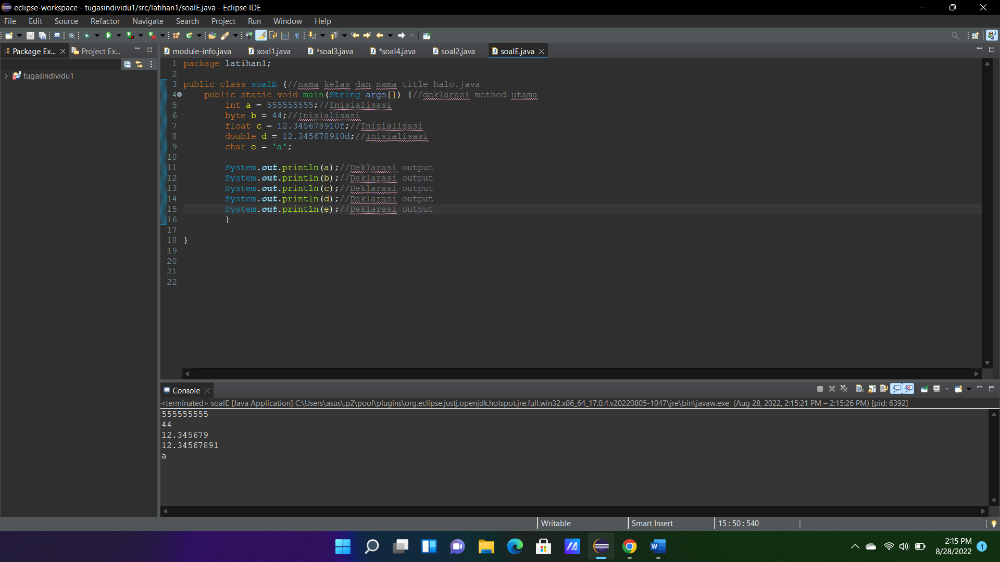 eclipse-workspace - tugasindividu1/src/latihan1/soalE.java - Eclipse IDE
File Edit Source Refactor Navigate Search Project Run Window Help
Package Ex... Project Ex... module-info.java soal1.java *soal3.java *soal4.java soal2.java soalE.java
tugasindividu1
1 package latihan1;
2
3 public class soalE {//nama kelas dan nama title halo.java
4 public static void main(String args[]) {//deklarasi method utama
5 int a = 555555555;//Inisialisasi
6 byte b = 44;//Inisialisasi
7 float c = 12.345678910f;//Inisialisasi
8 double d = 12.345678910d;//Inisialisasi
9 char e = 'a';
10
11 System.out.println(a);//Deklarasi output
12 System.out.println(b);//Deklarasi output
13 System.out.println(c);//Deklarasi output
14 System.out.println(d);//Deklarasi output
15 System.out.println(e);//Deklarasi output
16 }
17
18 }
19
20
21
22
Console
<terminated> soalE [Java Application] C:\Users\asus\.p2\pool\plugins\org.eclipse.justj.openjdk.hotspot.jre.full.win32.x86_64_17.0.4.v20220805-1047\jre\bin\javaw.exe (Aug 28, 2022, 2:15:21 PM – 2:15:26 PM) [pid: 6392]
555555555
44
12.345679
12.34567891
a
Writable Smart Insert 15 : 50 : 540
2:15 PM
8/28/2022 1